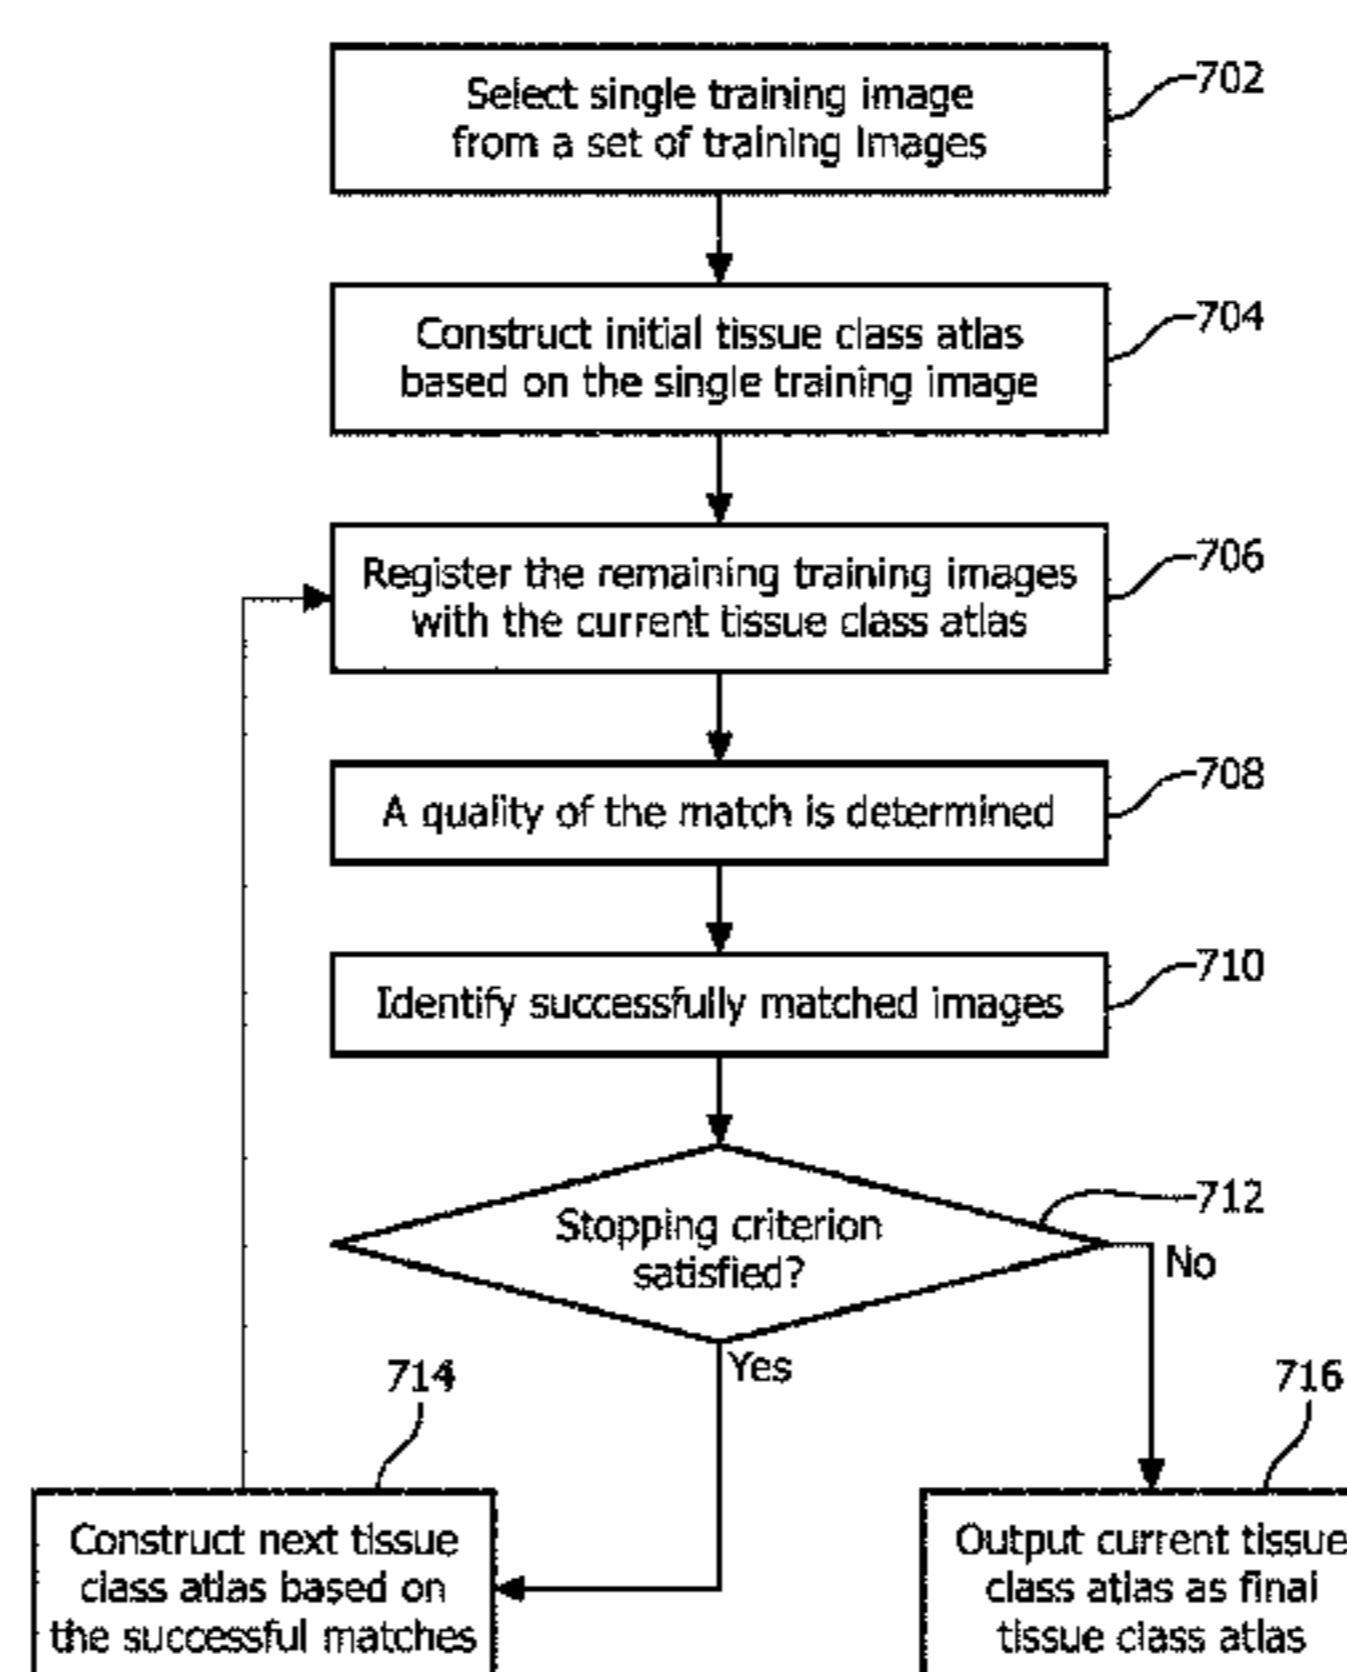 Select single training image
from a set of training images
702
Construct initial tissue class atlas
based on the single training image
704
Register the remaining training images
with the current tissue class atlas
706
A quality of the match is determined
708
Identify successfully matched images
710
Stopping criterion
satisfied?
712
No
Yes
714
Construct next tissue
class atlas based on
the successful matches
716
Output current tissue
class atlas as final
tissue class atlas